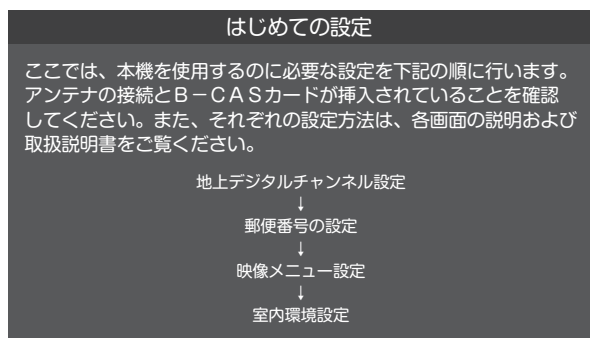 はじめての設定
ここでは、本機を使用するのに必要な設定を下記の順に行います。
アンテナの接続とＢ－ＣＡＳカードが挿入されていることを確認
してください。また、それぞれの設定方法は、各画面の説明および
取扱説明書をご覧ください。
地上デジタルチャンネル設定
↓
郵便番号の設定
↓
映像メニュー設定
↓
室内環境設定